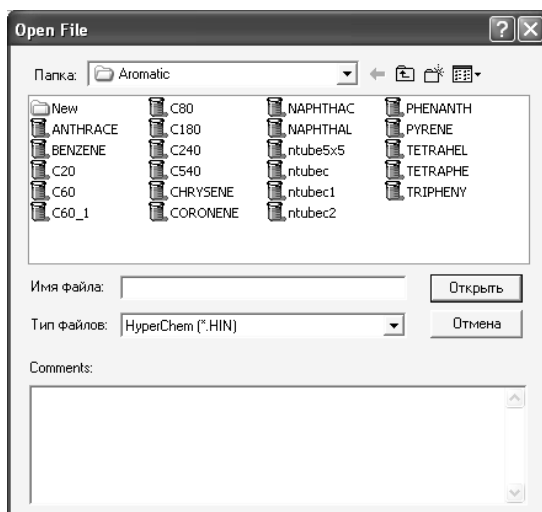 Open File
Папка: Aromatic
New C80 NAPHTHAC PHENANTH
ANTHRACE C180 NAPHTHAL PYRENE
BENZENE C240 ntube5x5 TETRAHEL
C20 C540 ntubec TETRAPHE
C60 CHRYSENE ntubec1 TRIPHENY
C60_1 CORONENE ntubec2
Имя файла: Открыть
Тип файлов: HyperChem (*.HIN) Отмена
Comments: